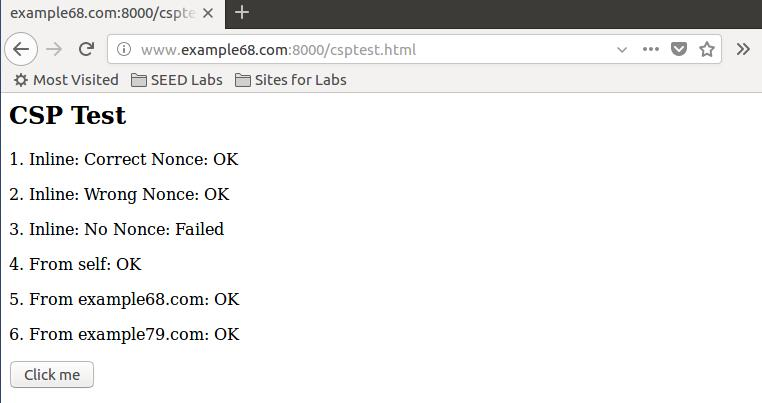 example68.com:8000/cspte
www.example68.com:8000/csptest.html
Most Visited SEED Labs Sites for Labs
CSP Test
1. Inline: Correct Nonce: OK
2. Inline: Wrong Nonce: OK
3. Inline: No Nonce: Failed
4. From self: OK
5. From example68.com: OK
6. From example79.com: OK
Click me